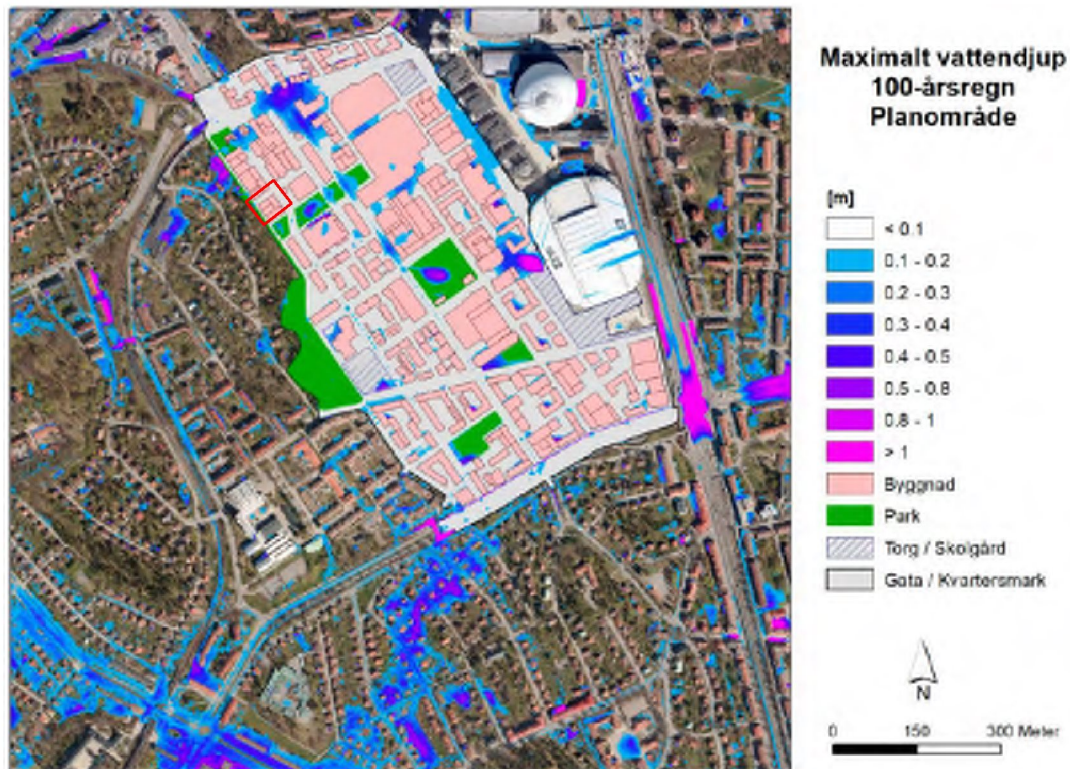 Maximalt vattendjup
100-årsregn
Planområde
[m]
< 0.1
0.1 - 0.2
0.2 - 0.3
0.3 - 0.4
0.4 - 0.5
0.5 - 0.8
0.8 - 1
> 1
Byggnad
Park
Torg / Skolgård
Gata / Kvartersmark
N
0 150 300 Meter